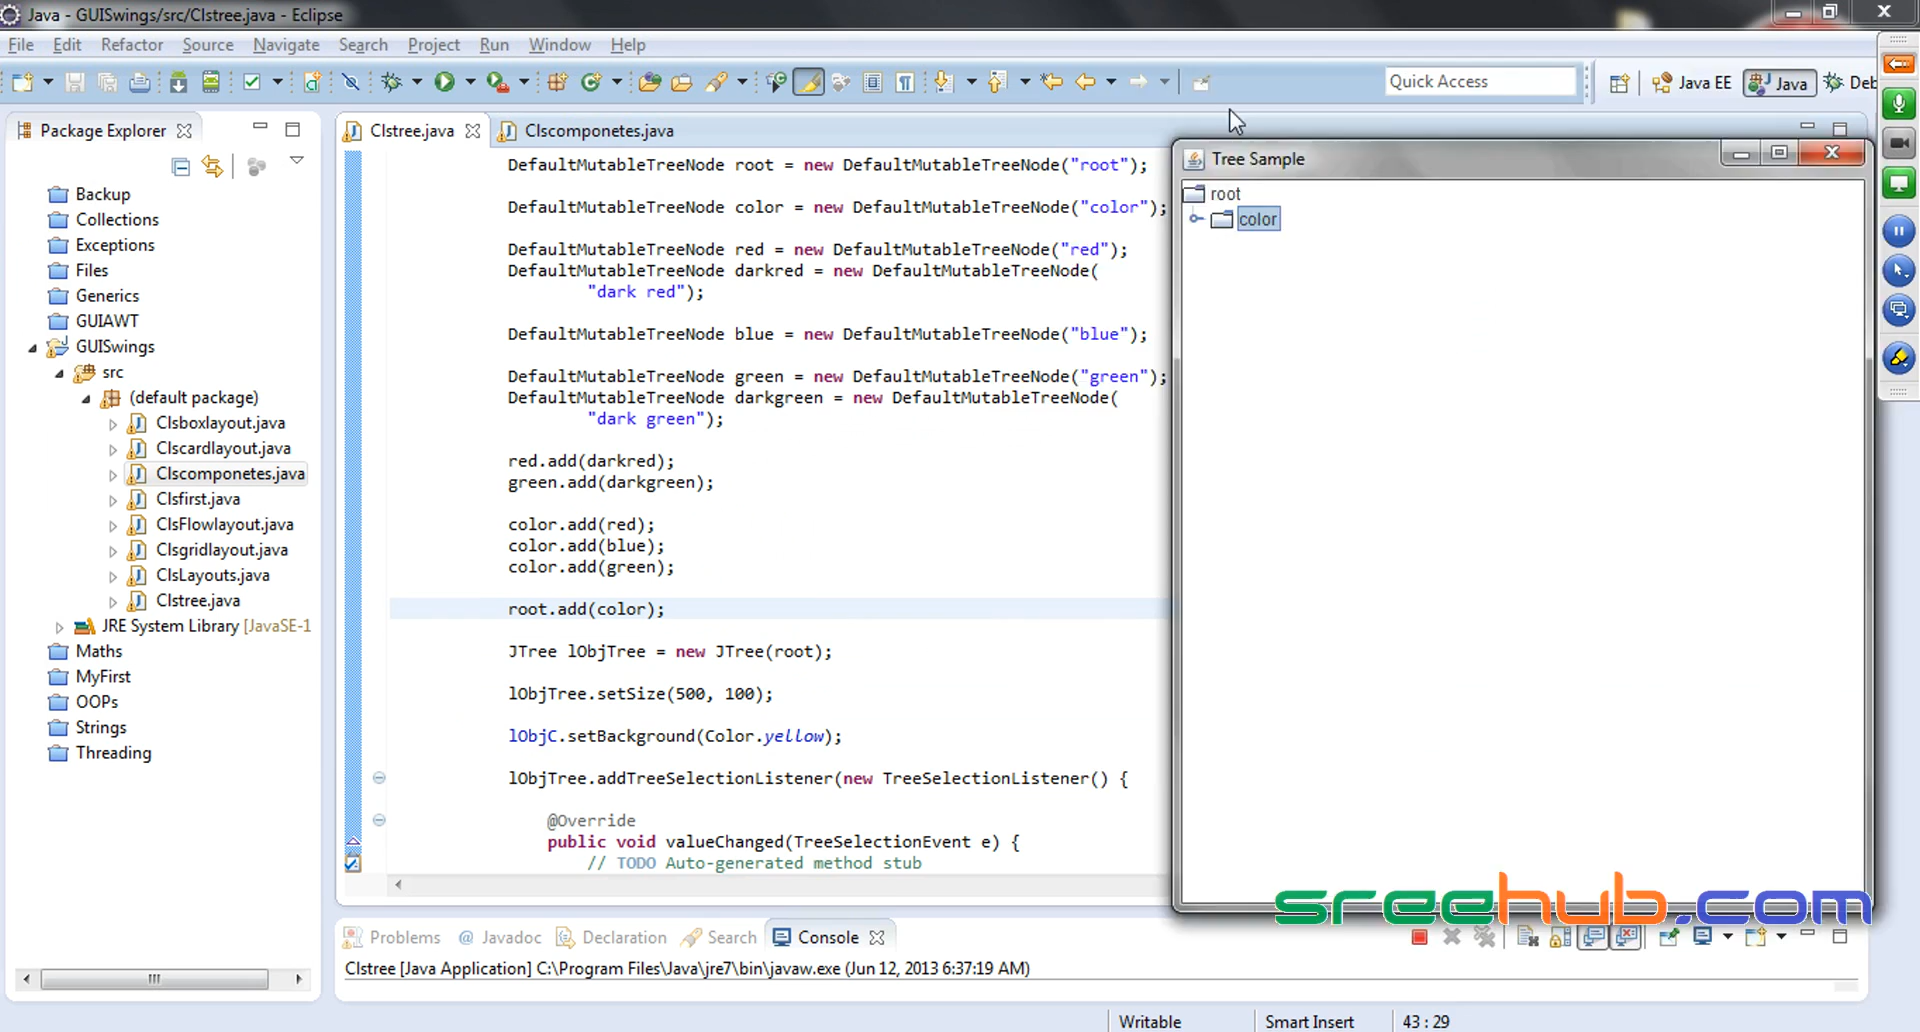 Java - GUISwings/src/Clstree.java - Eclipse
File Edit Refactor Source Navigate Search Project Run Window Help
Quick Access
Java EE Java Deb
Package Explorer
Clstree.java Clscomponetes.java
Backup
Collections
Exceptions
Files
Generics
GUIAWT
GUISwings
src
(default package)
Clsboxlayout.java
Clscardlayout.java
Clscomponetes.java
Clsfirst.java
ClsFlowlayout.java
Clsgridlayout.java
ClsLayouts.java
Clstree.java
JRE System Library [JavaSE-1
Maths
MyFirst
OOPs
Strings
Threading
DefaultMutableTreeNode root = new DefaultMutableTreeNode("root");
DefaultMutableTreeNode color = new DefaultMutableTreeNode("color");
DefaultMutableTreeNode red = new DefaultMutableTreeNode("red");
DefaultMutableTreeNode darkred = new DefaultMutableTreeNode(
"dark red");
DefaultMutableTreeNode blue = new DefaultMutableTreeNode("blue");
DefaultMutableTreeNode green = new DefaultMutableTreeNode("green");
DefaultMutableTreeNode darkgreen = new DefaultMutableTreeNode(
"dark green");
red.add(darkred);
green.add(darkgreen);
color.add(red);
color.add(blue);
color.add(green);
root.add(color);
JTree lObjTree = new JTree(root);
lObjTree.setSize(500, 100);
lObjC.setBackground(Color.yellow);
lObjTree.addTreeSelectionListener(new TreeSelectionListener() {
@Override
public void valueChanged(TreeSelectionEvent e) {
// TODO Auto-generated method stub
Tree Sample
root
color
sreehub.com
Problems Javadoc Declaration Search Console
Clstree [Java Application] C:\Program Files\Java\jre7\bin\javaw.exe (Jun 12, 2013 6:37:19 AM)
Writable Smart Insert 43 : 29